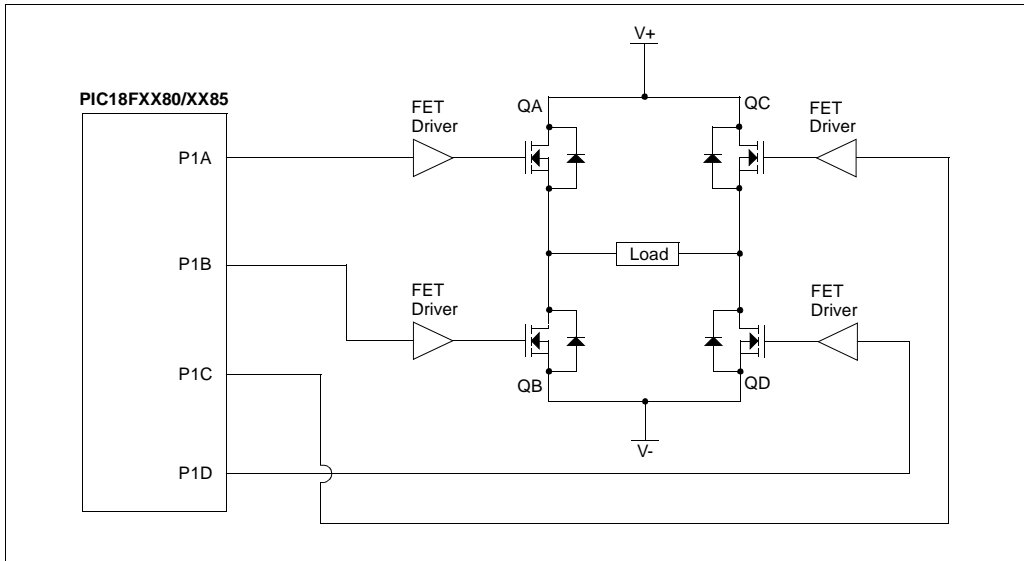 V+
PIC18FXX80/XX85
FET
Driver
QA
QC
FET
Driver
P1A
P1B
Load
FET
Driver
FET
Driver
P1C
QB
QD
V-
P1D